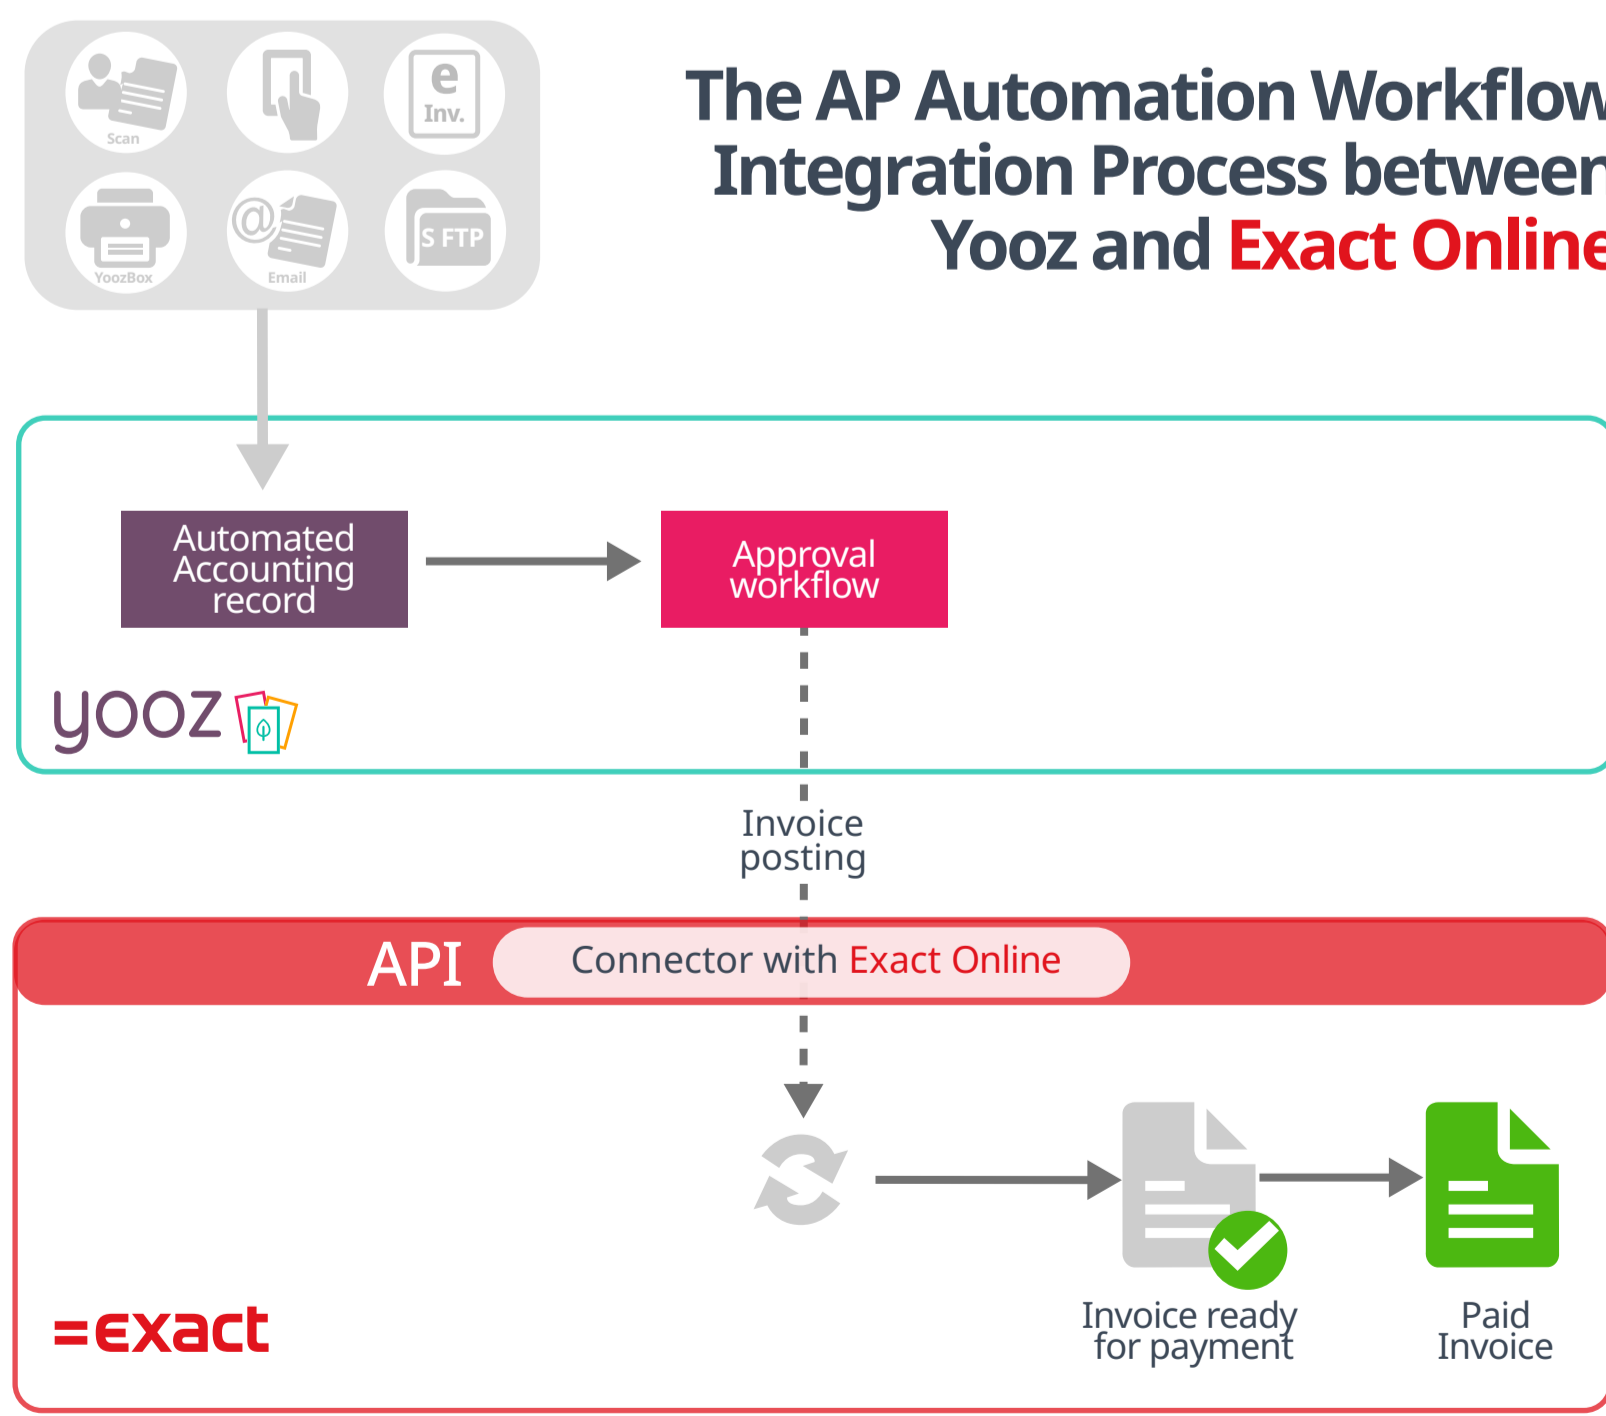 Scan
e
Inv.
YoozBox
@
Email
S FTP
The AP Automation Workflow
Integration Process between
Yooz and Exact Online
Automated
Accounting
record
Approval
workflow
yooz
Invoice
posting
API
Connector with Exact Online
Invoice ready
for payment
Paid
Invoice
=exact